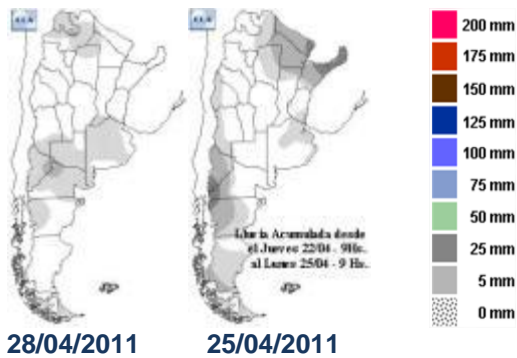 Lluvia Acumulada desde
el Jueves 22/04 - 9Hs.
al Lunes 25/04 - 9 Hs.
28/04/2011
25/04/2011
200 mm
175 mm
150 mm
125 mm
100 mm
75 mm
50 mm
25 mm
5 mm
0 mm